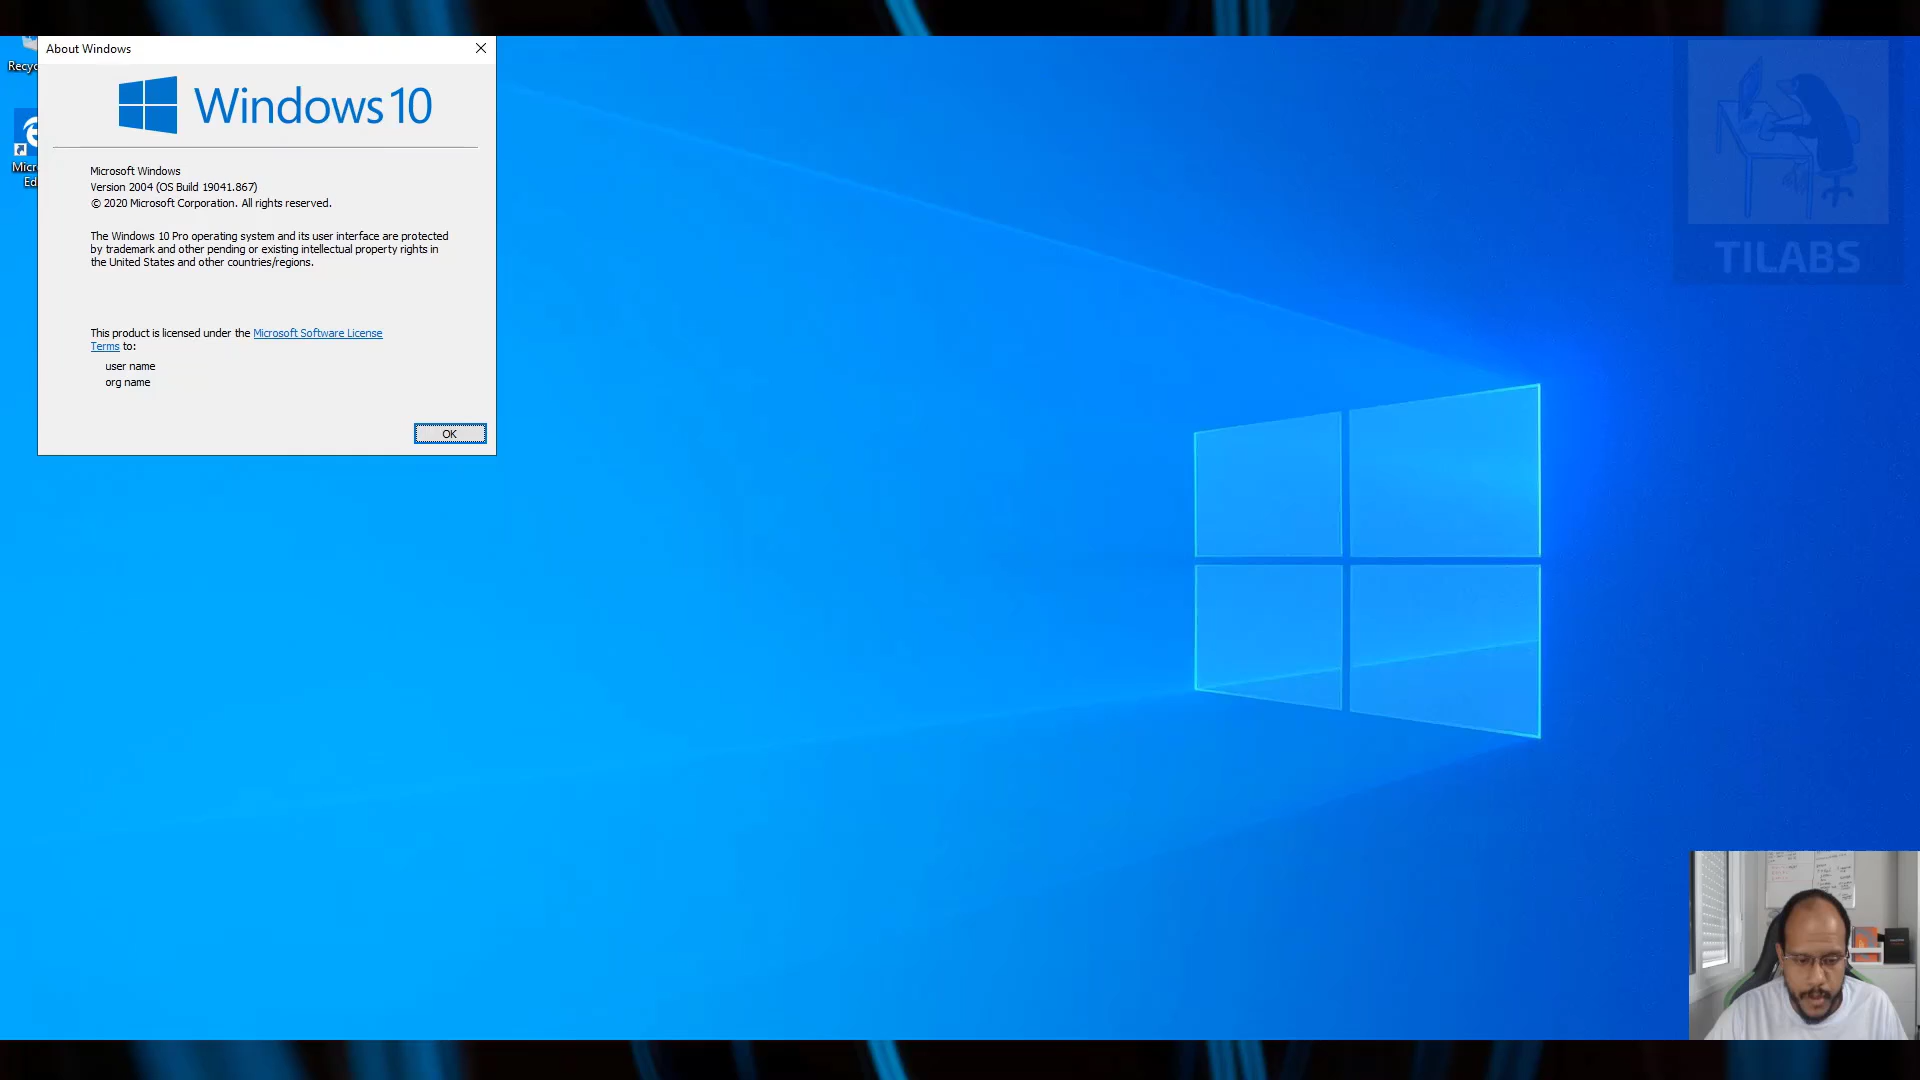 About Windows
Recyc
Micr
Ed
Windows 10
Microsoft Windows
Version 2004 (OS Build 19041.867)
© 2020 Microsoft Corporation. All rights reserved.
The Windows 10 Pro operating system and its user interface are protected
by trademark and other pending or existing intellectual property rights in
the United States and other countries/regions.
This product is licensed under the Microsoft Software License
Terms to:
user name
org name
OK
TILABS